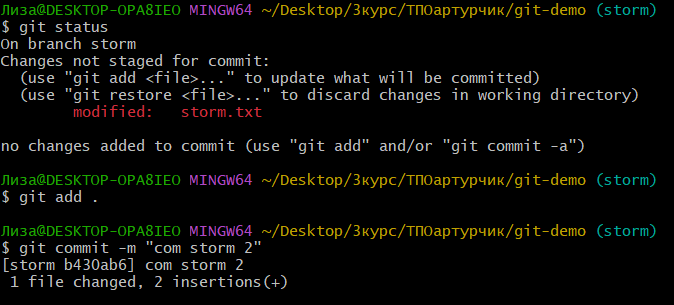 Лиза@DESKTOP-OPA8IEO MINGW64 ~/Desktop/3курс/ТПОартурчик/git-demo (storm)
$ git status
On branch storm
Changes not staged for commit:
  (use "git add <file>..." to update what will be committed)
  (use "git restore <file>..." to discard changes in working directory)
        modified:   storm.txt

no changes added to commit (use "git add" and/or "git commit -a")

Лиза@DESKTOP-OPA8IEO MINGW64 ~/Desktop/3курс/ТПОартурчик/git-demo (storm)
$ git add .

Лиза@DESKTOP-OPA8IEO MINGW64 ~/Desktop/3курс/ТПОартурчик/git-demo (storm)
$ git commit -m "com storm 2"
[storm b430ab6] com storm 2
 1 file changed, 2 insertions(+)